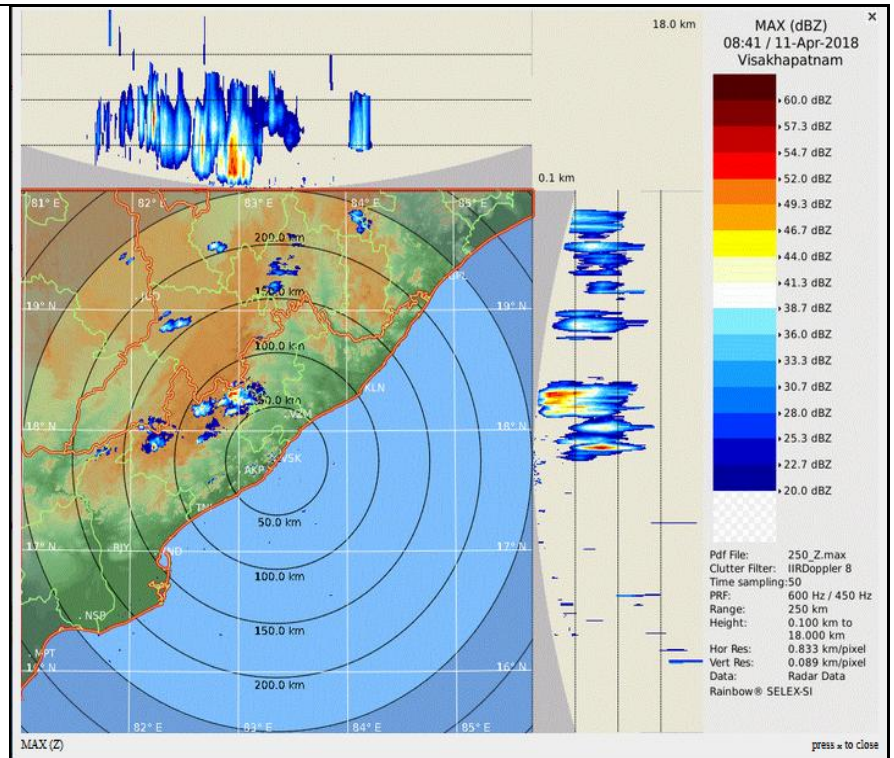 18.0 km
×
MAX (dBZ)
08:41 / 11-Apr-2018
Visakhapatnam
60.0 dBZ
57.3 dBZ
54.7 dBZ
52.0 dBZ
49.3 dBZ
46.7 dBZ
44.0 dBZ
41.3 dBZ
38.7 dBZ
36.0 dBZ
33.3 dBZ
30.7 dBZ
28.0 dBZ
25.3 dBZ
22.7 dBZ
20.0 dBZ
0.1 km
81° E
82° E
83° E
84° E
85° E
200.0 km
150.0 km
19° N
19° N
100.0 km
KLN
50.0 km
VZM
18° N
18° N
VSK
AKP
50.0 km
17° N
17° N
RJY
100.0 km
NSP
150.0 km
16° N
16° N
MPT
200.0 km
82° E
83° E
84° E
85° E
Pdf File: 250_Z.max
Clutter Filter: IIRDoppler 8
Time sampling:50
PRF: 600 Hz / 450 Hz
Range: 250 km
Height: 0.100 km to
18.000 km
Hor Res: 0.833 km/pixel
Vert Res: 0.089 km/pixel
Data: Radar Data
Rainbow® SELEX-SI
MAX (Z)
press × to close